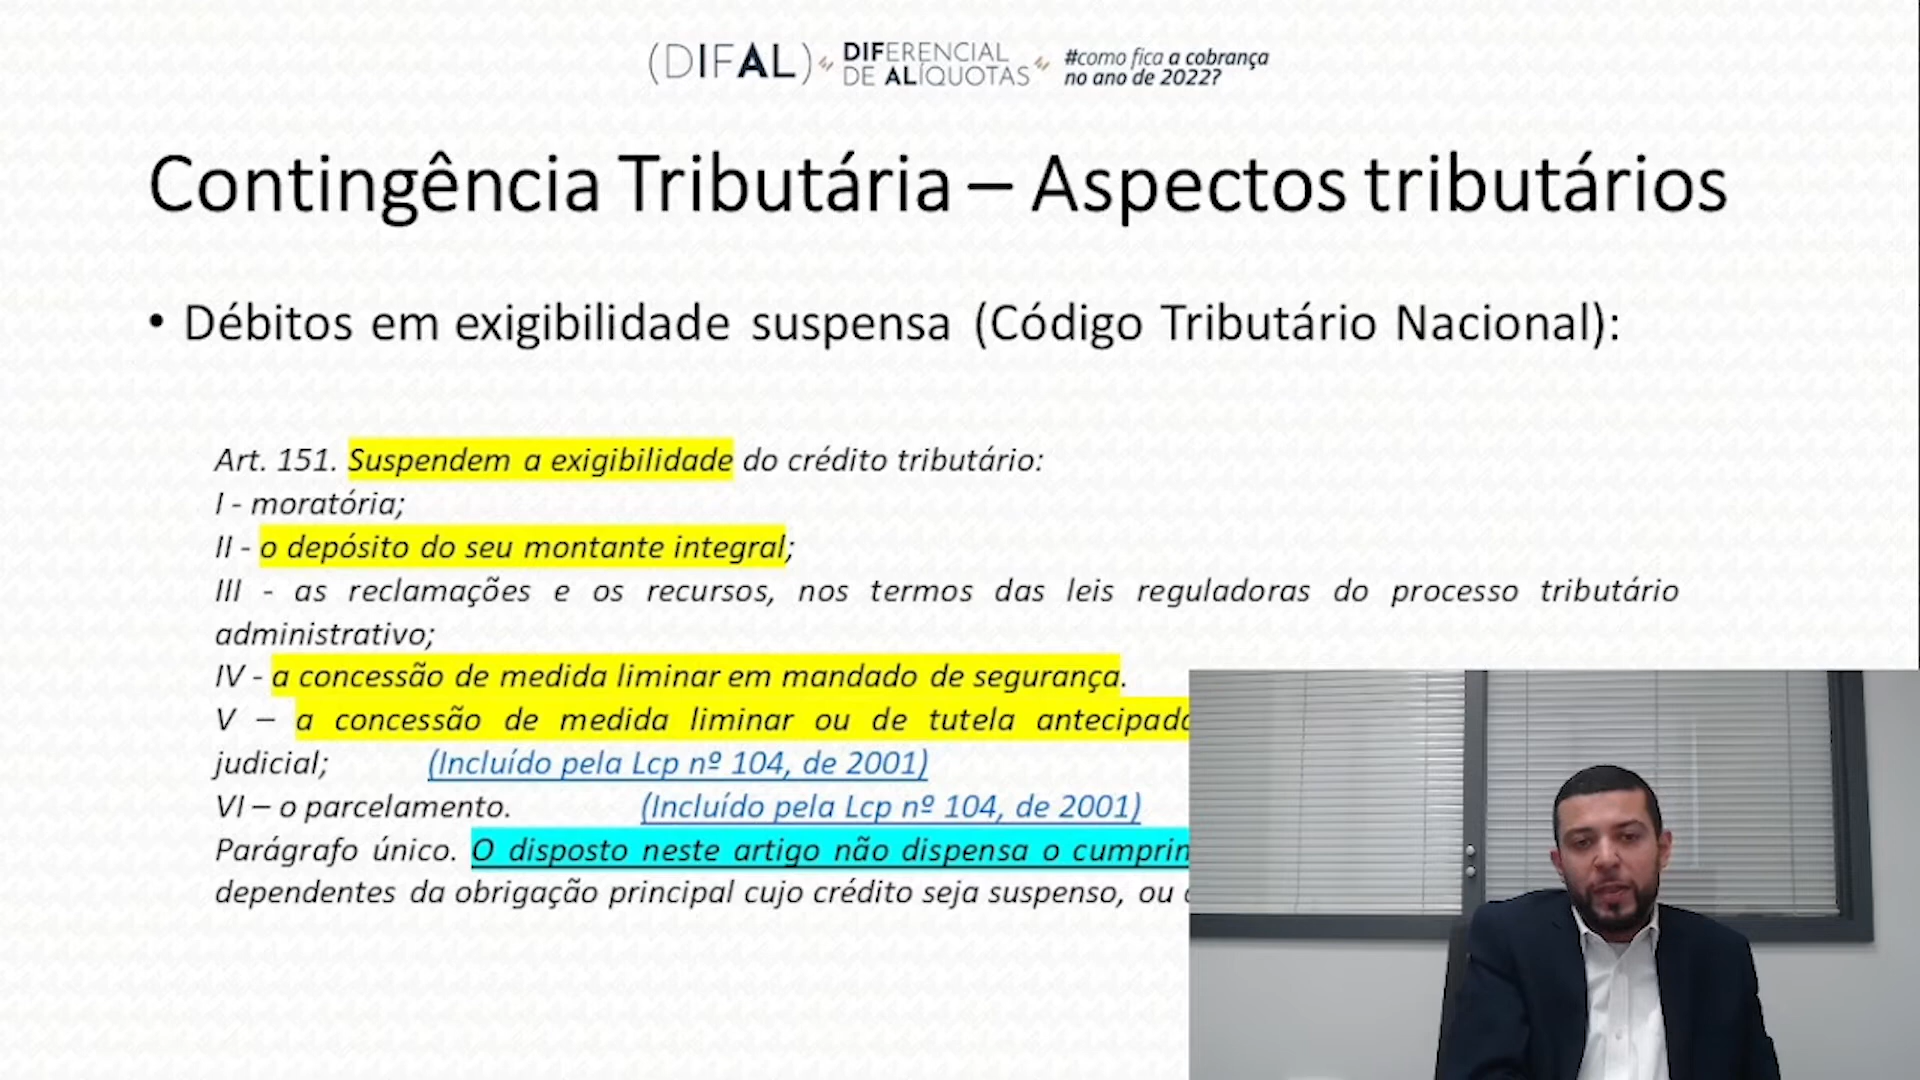 (DIFAL) DIFERENCIAL DE ALÍQUOTAS #como fica a cobrança no ano de 2022?
Contingência Tributária – Aspectos tributários
• Débitos em exigibilidade suspensa (Código Tributário Nacional):
Art. 151. Suspendem a exigibilidade do crédito tributário:
I - moratória;
II - o depósito do seu montante integral;
III - as reclamações e os recursos, nos termos das leis reguladoras do processo tributário
administrativo;
IV - a concessão de medida liminar em mandado de segurança.
V – a concessão de medida liminar ou de tutela
judicial; (Incluído pela Lcp nº 104, de 2001)
VI – o parcelamento. (Incluído pela Lcp nº 104, de 2001)
Parágrafo único. O disposto neste artigo não dispensa o
dependentes da obrigação principal cujo crédito seja suspenso, ou